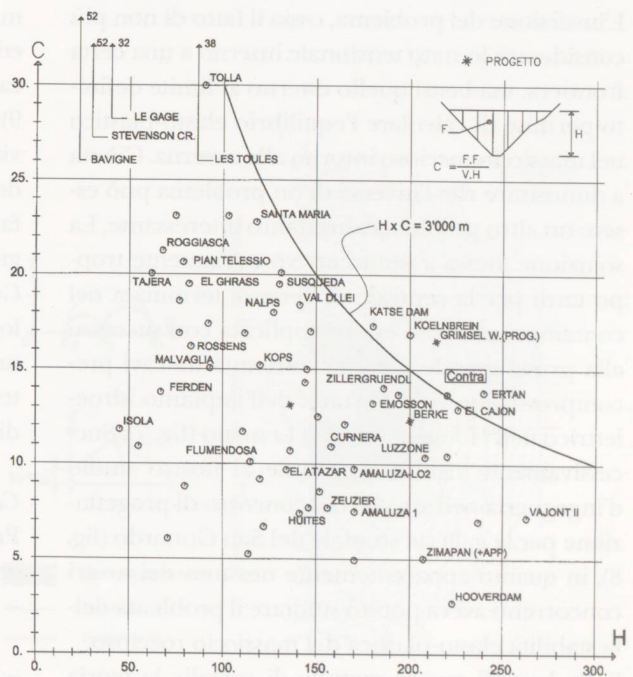 52
52 32
38
C
* PROGETTO
30.
TOLLA
LE GAGE
STEVENSON CR.
BAVIGNE
LES TOULES
F
H
C = F.F / V.H
25.
SANTA MARIA
H x C = 3'000 m
ROGGIASCA
PIAN TELESSIO
20.
TAJERA
EL GHRASS
SUSQUEDA
NALPS
VAL DI LEI
KATSE DAM
KOELNBREIN
GRIMSEL W.(PROG.)
ROSSENS
MALVAGLIA
KOPS
15.
FERDEN
ZILLERGRUENDL
Contra
ERTAN
EMOSSON
BERKE
EL CAJON
ISOLA
CURNERA
FLUMENDOSA
LUZZONE
10.
EL ATAZAR
AMALUZA-LO2
ZEUZIER
HUITES
AMALUZA 1
VAJONT II
5.
ZIMAPAN (+APP)
HOOVERDAM
0.
H
0. 50. 100. 150. 200. 250. 300.